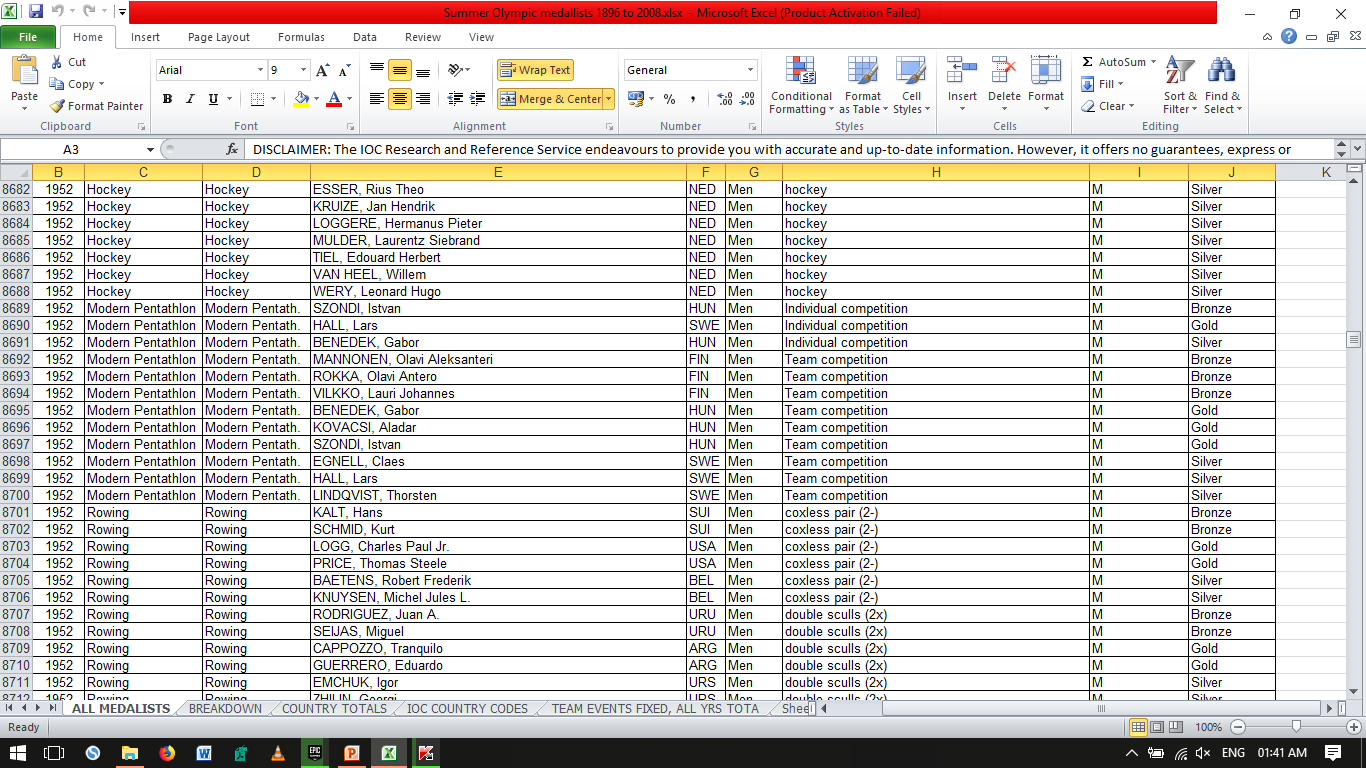 Summer Olympic medallists 1896 to 2008.xlsx - Microsoft Excel (Product Activation Failed)
File Home Insert Page Layout Formulas Data Review View
Paste Cut Copy Format Painter Clipboard
Arial 9 A A B I U A Font
Wrap Text Merge & Center Alignment
General % , .0 .00 .00 .0 Number
Conditional Formatting Format as Table Cell Styles Styles
Insert Delete Format Cells
Σ AutoSum Fill Clear Sort & Filter Find & Select Editing
A3 fx DISCLAIMER: The IOC Research and Reference Service endeavours to provide you with accurate and up-to-date information. However, it offers no guarantees, express or
B C D E F G H I J K
8682 1952 Hockey Hockey ESSER, Rius Theo NED Men hockey M Silver
8683 1952 Hockey Hockey KRUIZE, Jan Hendrik NED Men hockey M Silver
8684 1952 Hockey Hockey LOGGERE, Hermanus Pieter NED Men hockey M Silver
8685 1952 Hockey Hockey MULDER, Laurentz Siebrand NED Men hockey M Silver
8686 1952 Hockey Hockey TIEL, Edouard Herbert NED Men hockey M Silver
8687 1952 Hockey Hockey VAN HEEL, Willem NED Men hockey M Silver
8688 1952 Hockey Hockey WERY, Leonard Hugo NED Men hockey M Silver
8689 1952 Modern Pentathlon Modern Pentath. SZONDI, Istvan HUN Men Individual competition M Bronze
8690 1952 Modern Pentathlon Modern Pentath. HALL, Lars SWE Men Individual competition M Gold
8691 1952 Modern Pentathlon Modern Pentath. BENEDEK, Gabor HUN Men Individual competition M Silver
8692 1952 Modern Pentathlon Modern Pentath. MANNONEN, Olavi Aleksanteri FIN Men Team competition M Bronze
8693 1952 Modern Pentathlon Modern Pentath. ROKKA, Olavi Antero FIN Men Team competition M Bronze
8694 1952 Modern Pentathlon Modern Pentath. VILKKO, Lauri Johannes FIN Men Team competition M Bronze
8695 1952 Modern Pentathlon Modern Pentath. BENEDEK, Gabor HUN Men Team competition M Gold
8696 1952 Modern Pentathlon Modern Pentath. KOVACSI, Aladar HUN Men Team competition M Gold
8697 1952 Modern Pentathlon Modern Pentath. SZONDI, Istvan HUN Men Team competition M Gold
8698 1952 Modern Pentathlon Modern Pentath. EGNELL, Claes SWE Men Team competition M Silver
8699 1952 Modern Pentathlon Modern Pentath. HALL, Lars SWE Men Team competition M Silver
8700 1952 Modern Pentathlon Modern Pentath. LINDQVIST, Thorsten SWE Men Team competition M Silver
8701 1952 Rowing Rowing KALT, Hans SUI Men coxless pair (2-) M Bronze
8702 1952 Rowing Rowing SCHMID, Kurt SUI Men coxless pair (2-) M Bronze
8703 1952 Rowing Rowing LOGG, Charles Paul Jr. USA Men coxless pair (2-) M Gold
8704 1952 Rowing Rowing PRICE, Thomas Steele USA Men coxless pair (2-) M Gold
8705 1952 Rowing Rowing BAETENS, Robert Frederik BEL Men coxless pair (2-) M Silver
8706 1952 Rowing Rowing KNUYSEN, Michel Jules L. BEL Men coxless pair (2-) M Silver
8707 1952 Rowing Rowing RODRIGUEZ, Juan A. URU Men double sculls (2x) M Bronze
8708 1952 Rowing Rowing SEIJAS, Miguel URU Men double sculls (2x) M Bronze
8709 1952 Rowing Rowing CAPPOZZO, Tranquilo ARG Men double sculls (2x) M Gold
8710 1952 Rowing Rowing GUERRERO, Eduardo ARG Men double sculls (2x) M Gold
8711 1952 Rowing Rowing EMCHUK, Igor URS Men double sculls (2x) M Silver
8712 1952 Rowing Rowing ZHILIN, Georgi URS Men double sculls (2x) M Silver
ALL MEDALISTS BREAKDOWN COUNTRY TOTALS IOC COUNTRY CODES TEAM EVENTS FIXED, ALL YRS TOTA Shee
Ready 100%
ENG 01:41 AM